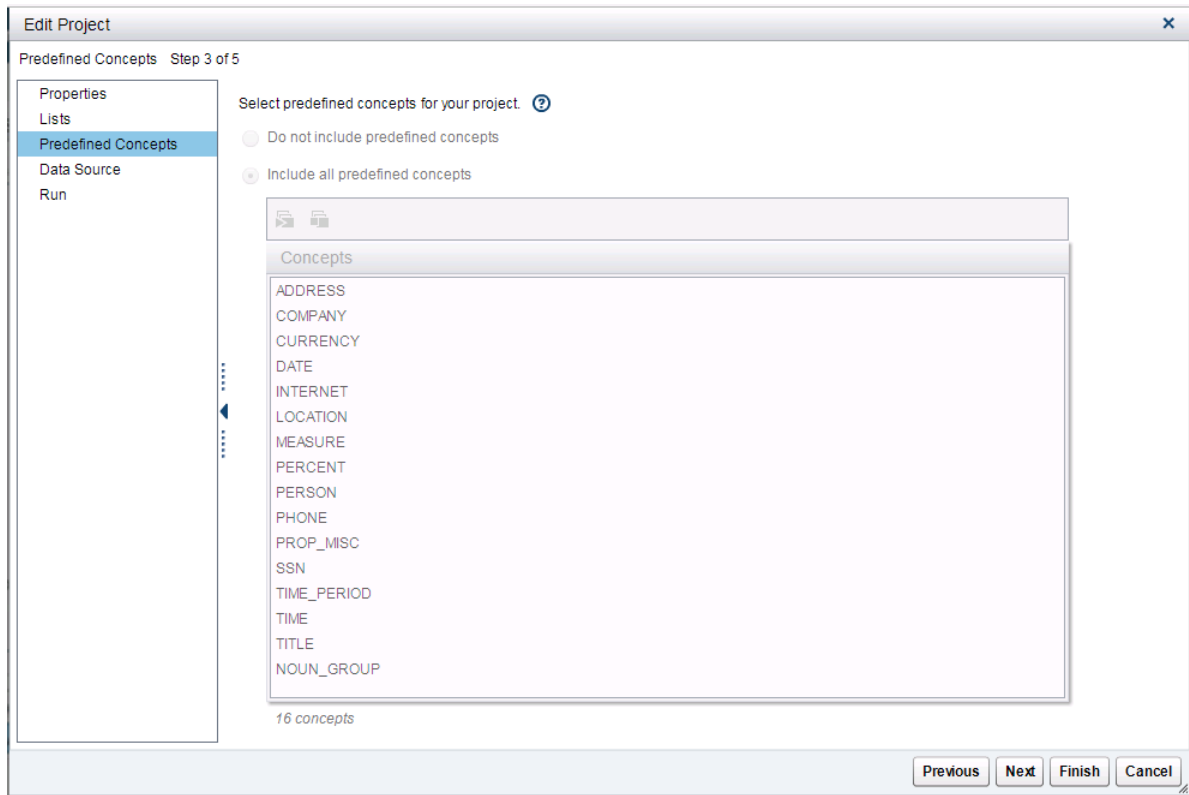 Edit Project
Predefined Concepts Step 3 of 5
Properties
Lists
Predefined Concepts
Data Source
Run
Select predefined concepts for your project.
Do not include predefined concepts
Include all predefined concepts
Concepts
ADDRESS
COMPANY
CURRENCY
DATE
INTERNET
LOCATION
MEASURE
PERCENT
PERSON
PHONE
PROP_MISC
SSN
TIME_PERIOD
TIME
TITLE
NOUN_GROUP
16 concepts
Previous Next Finish Cancel